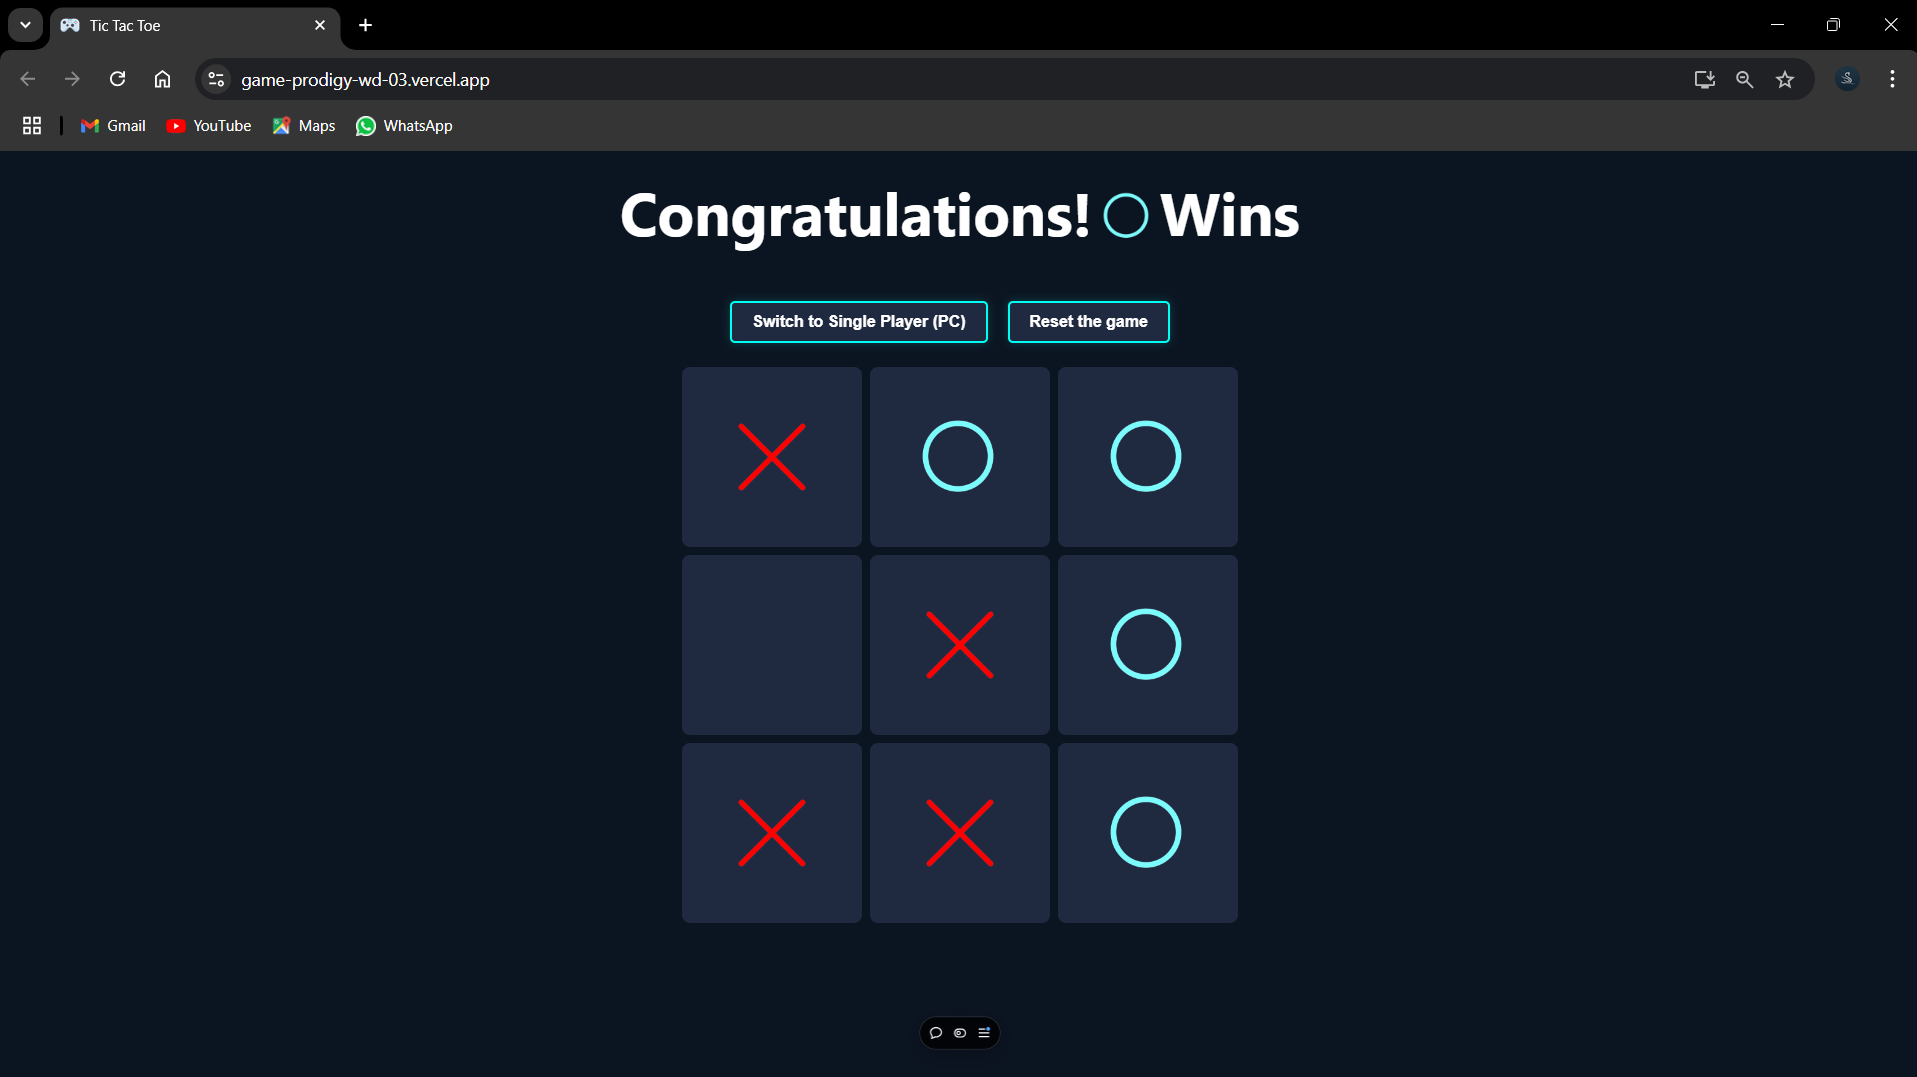 Tic Tac Toe
game-prodigy-wd-03.vercel.app
Gmail YouTube Maps WhatsApp
Congratulations! O Wins
Switch to Single Player (PC) Reset the game
X O O
X O
X X O